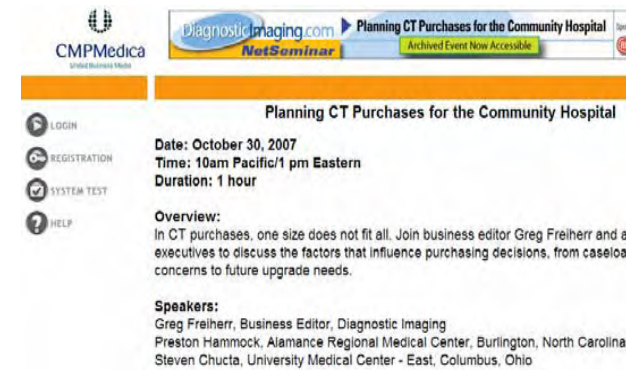 CMPMedica
United Business Media
DiagnosticImaging.com
NetSeminar
Planning CT Purchases for the Community Hospital
Archived Event Now Accessible
Planning CT Purchases for the Community Hospital
LOGIN
REGISTRATION
SYSTEM TEST
HELP
Date: October 30, 2007
Time: 10am Pacific/1 pm Eastern
Duration: 1 hour
Overview:
In CT purchases, one size does not fit all. Join business editor Greg Freiherr and a
executives to discuss the factors that influence purchasing decisions, from caseloa
concerns to future upgrade needs.
Speakers:
Greg Freiherr, Business Editor, Diagnostic Imaging
Preston Hammock, Alamance Regional Medical Center, Burlington, North Carolina
Steven Chucta, University Medical Center - East, Columbus, Ohio